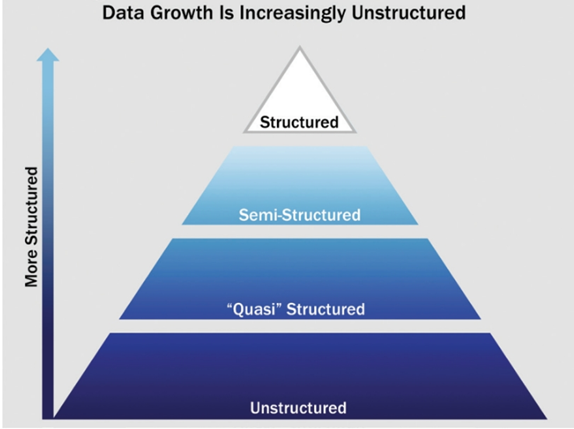 Data Growth Is Increasingly Unstructured
Structured
Semi-Structured
“Quasi” Structured
Unstructured
More Structured